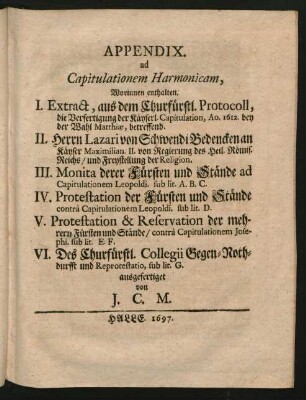 APPENDIX.
ad
Capitulationem Harmonicam,
Worinnen enthalten.
I. Extract, aus dem Churfürstl. Protocoll,
die Verfertigung der Käyserl. Capitulation, Ao. 1612. bey
der Wahl Matthiæ, betreffend.
II. Herrn Lazari von Schwendi Bedencken an
Käyser Maximilian. II. von Regierung des Heil. Römis.
Reichs / und Freystellung der Religion.
III. Monita derer Fürsten und Stände ad
Capitulationem Leopoldi. sub lit. A. B. C.
IV. Protestation der Fürsten und Stände
contrà Capitulationem Leopoldi. sub lit. D.
V. Protestation & Reservation der meh-
rern Fürsten und Stände / contrà Capitulationem Jose-
phi. sub lit. E F.
VI. Des Churfürstl. Collegii Gegen-Noth-
durfft und Reprotestatio, sub lit. G.
ausgefertiget
von
J. C. M.
HALLE 1697.